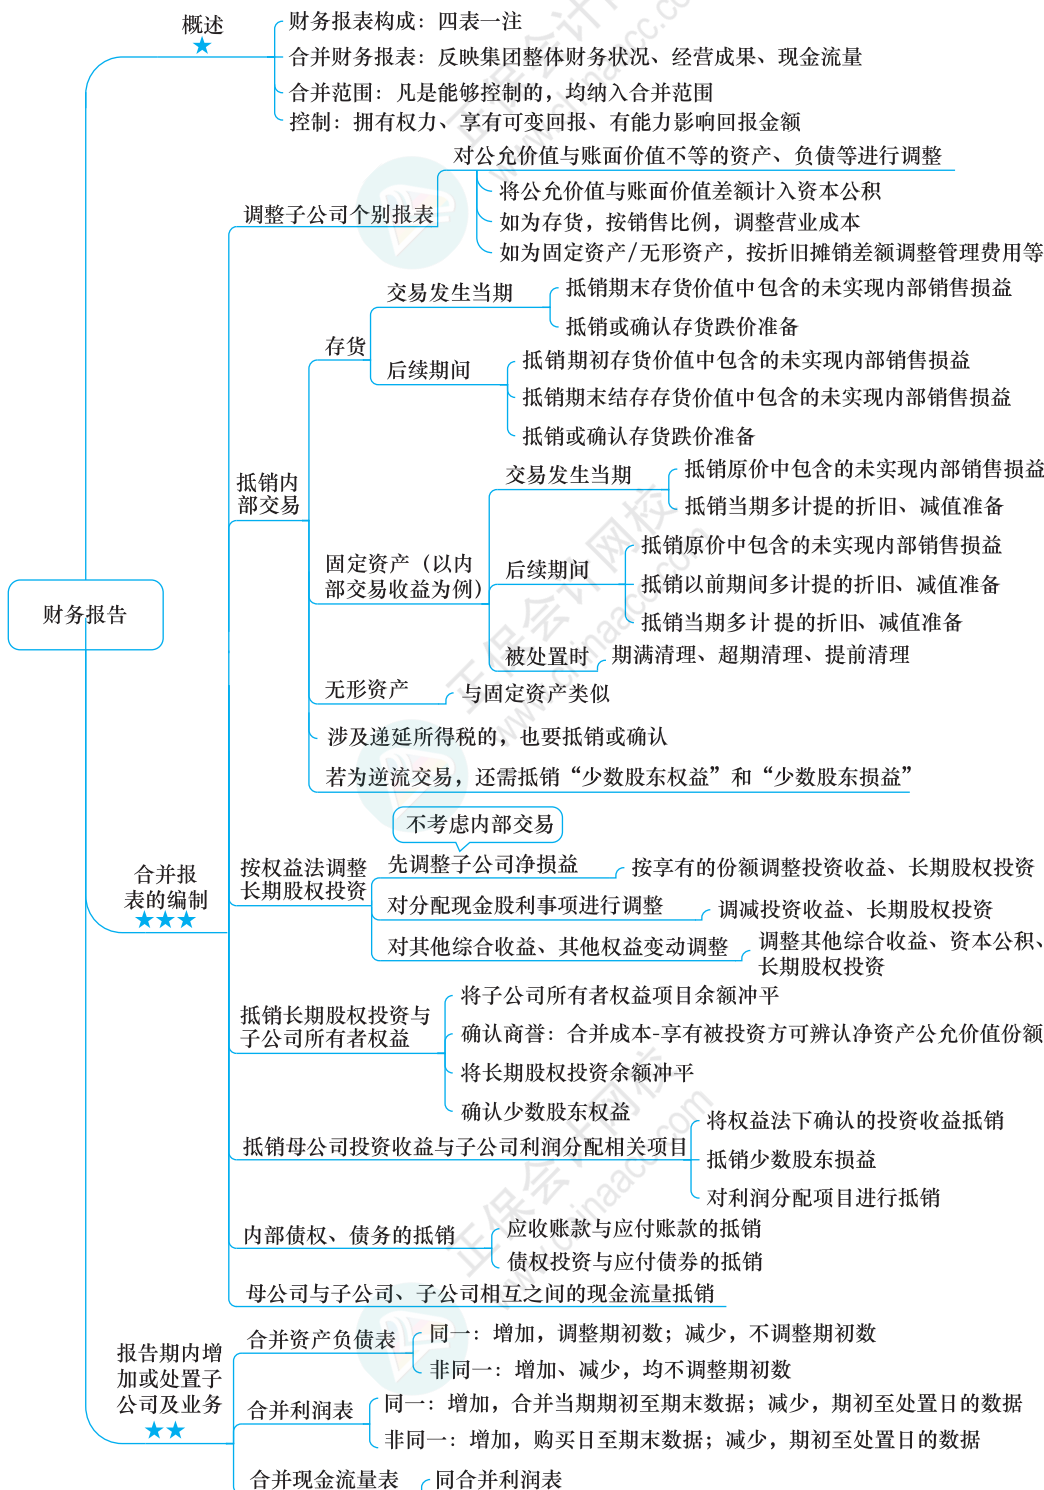 概述
财务报表构成：四表一注
合并财务报表：反映集团整体财务状况、经营成果、现金流量
合并范围：凡是能够控制的，均纳入合并范围
控制：拥有权力、享有可变回报、有能力影响回报金额
对公允价值与账面价值不等的资产、负债等进行调整
将公允价值与账面价值差额计入资本公积
调整子公司个别报表
如为存货，按销售比例，调整营业成本
如为固定资产/无形资产，按折旧摊销差额调整管理费用等
交易发生当期
抵销期末存货价值中包含的未实现内部销售损益
抵销或确认存货跌价准备
存货
后续期间
抵销期初存货价值中包含的未实现内部销售损益
抵销期末结存存货价值中包含的未实现内部销售损益
抵销或确认存货跌价准备
抵销内
部交易
交易发生当期
抵销原价中包含的未实现内部销售损益
抵销当期多计提的折旧、减值准备
固定资产（以内
部交易收益为例）
后续期间
抵销原价中包含的未实现内部销售损益
抵销以前期间多计提的折旧、减值准备
抵销当期多计提的折旧、减值准备
财务报告
被处置时
期满清理、超期清理、提前清理
无形资产
与固定资产类似
涉及递延所得税的，也要抵销或确认
若为逆流交易，还需抵销“少数股东权益”和“少数股东损益”
不考虑内部交易
合并报
表的编制
按权益法调整
长期股权投资
先调整子公司净损益
按享有的份额调整投资收益、长期股权投资
对分配现金股利事项进行调整
调减投资收益、长期股权投资
对其他综合收益、其他权益变动调整
调整其他综合收益、资本公积、
长期股权投资
抵销长期股权投资与
子公司所有者权益
将子公司所有者权益项目余额冲平
确认商誉：合并成本-享有被投资方可辨认净资产公允价值份额
将长期股权投资余额冲平
确认少数股东权益
抵销母公司投资收益与子公司利润分配相关项目
将权益法下确认的投资收益抵销
抵销少数股东损益
对利润分配项目进行抵销
内部债权、债务的抵销
应收账款与应付账款的抵销
债权投资与应付债券的抵销
母公司与子公司、子公司相互之间的现金流量抵销
报告期内增
加或处置子
公司及业务
合并资产负债表
同一：增加，调整期初数；减少，不调整期初数
非同一：增加、减少，均不调整期初数
合并利润表
同一：增加，合并当期期初至期末数据；减少，期初至处置日的数据
非同一：增加，购买日至期末数据；减少，期初至处置日的数据
合并现金流量表
同合并利润表
正保会计网校
www.chinaacc.com
正保会计网校
www.chinaacc.com
正保会计网校
www.chinaacc.com